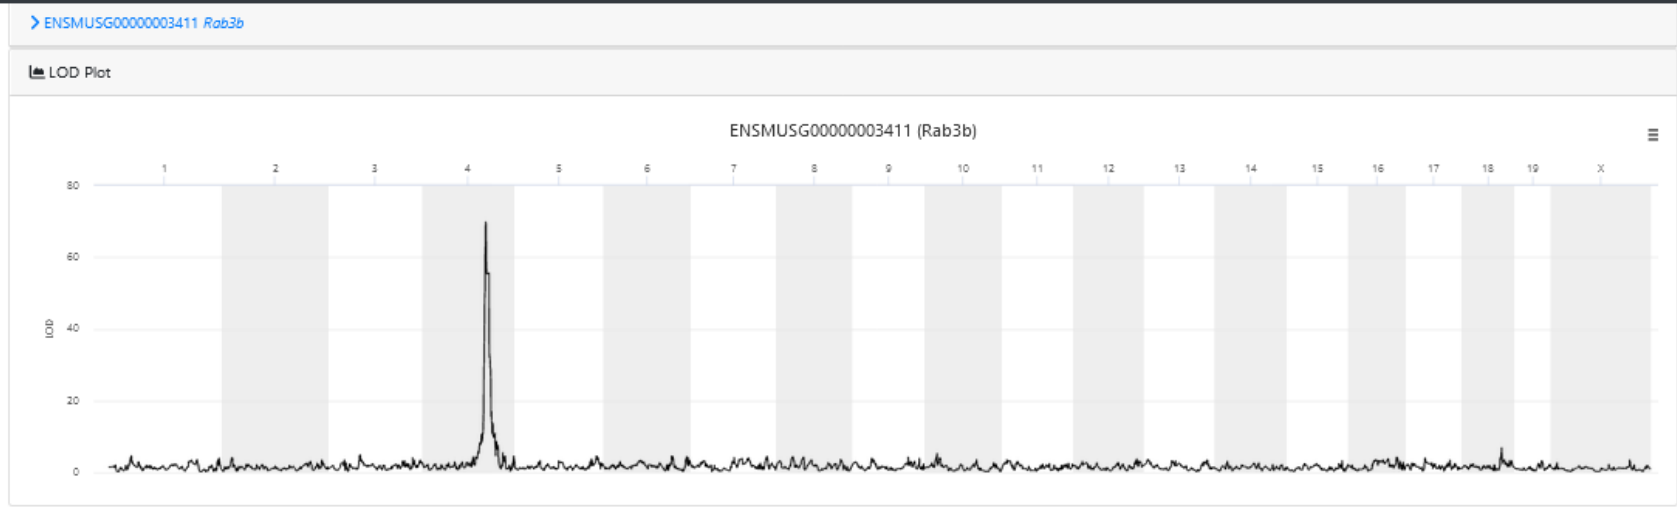 ENSMUSG00000003411 Rab3b
LOD Plot
ENSMUSG00000003411 (Rab3b)
1 2 3 4 5 6 7 8 9 10 11 12 13 14 15 16 17 18 19 X
80
60
LOD
40
20
0